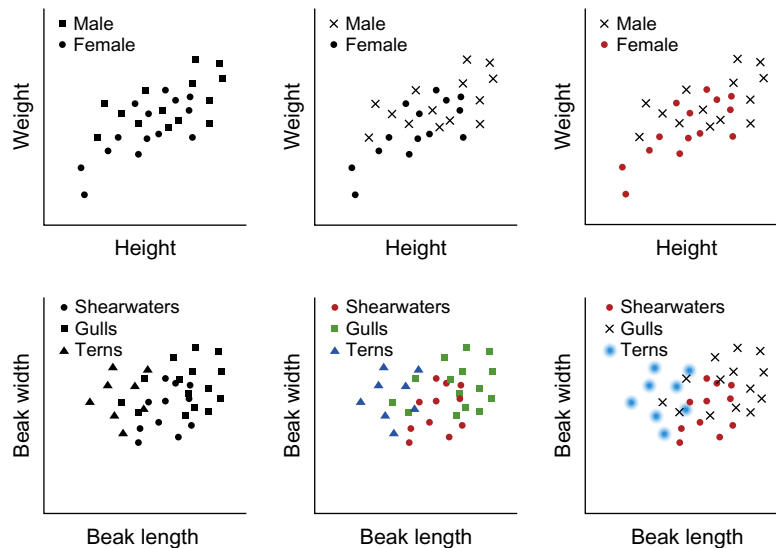 Male
Female
Weight
Height
Male
Female
Weight
Height
Male
Female
Weight
Height
Shearwaters
Gulls
Terns
Beak width
Beak length
Shearwaters
Gulls
Terns
Beak width
Beak length
Shearwaters
Gulls
Terns
Beak width
Beak length